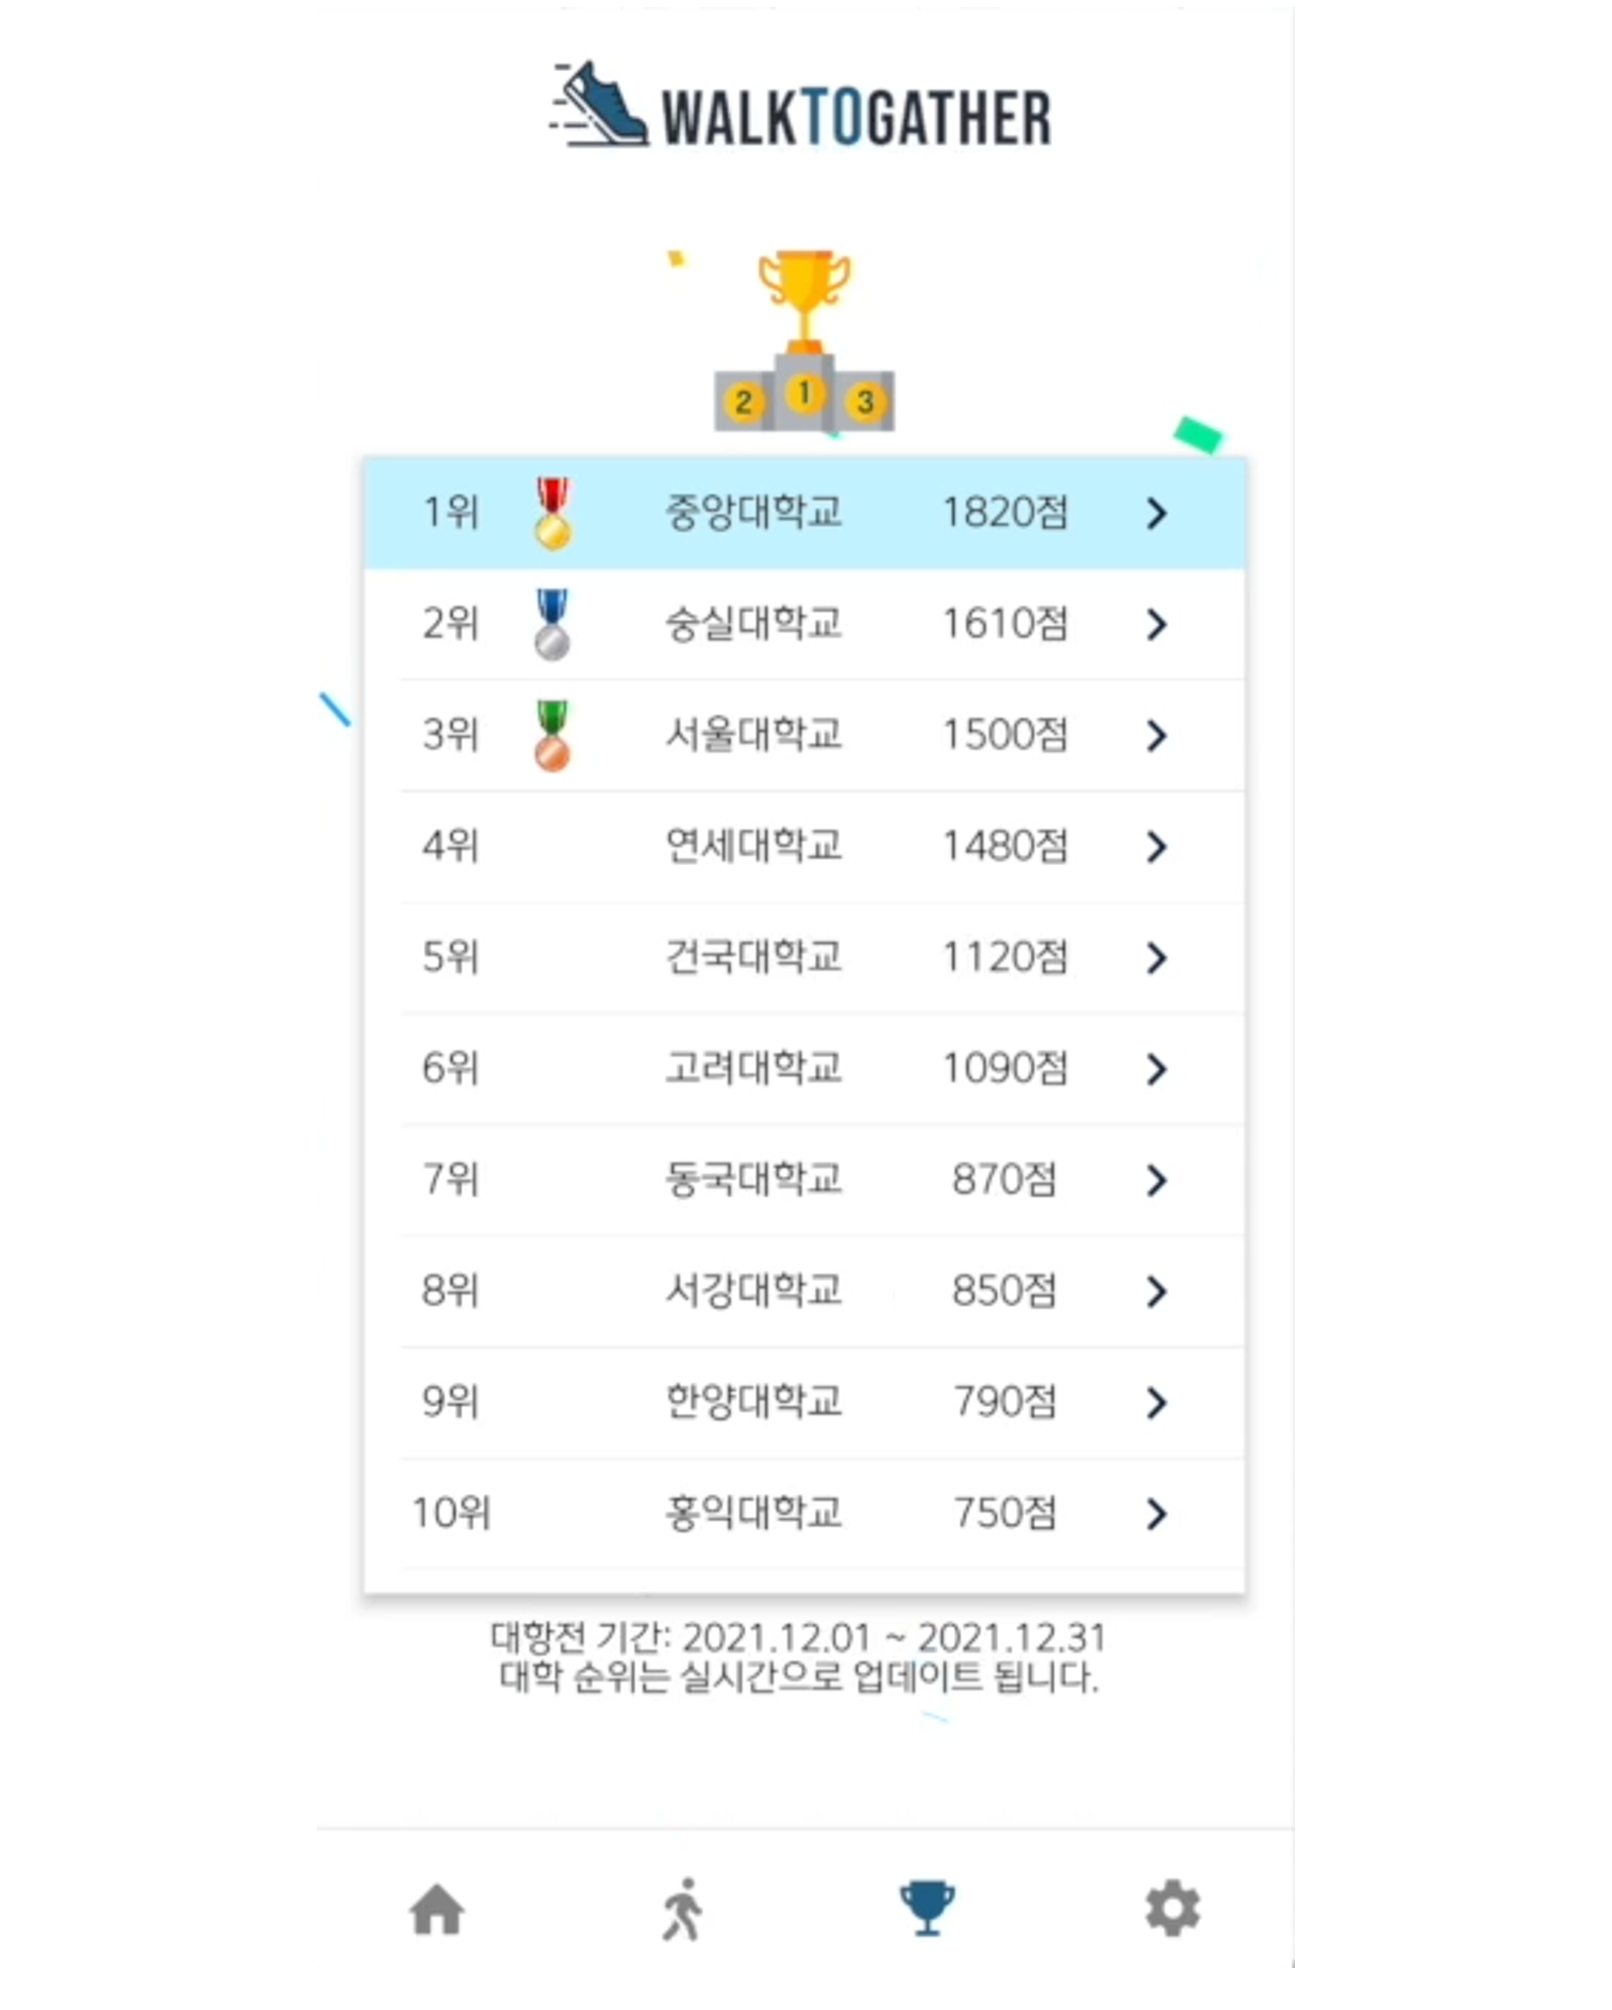 WALKTOGATHER
2 1 3
1위 중앙대학교 1820점
2위 숭실대학교 1610점
3위 서울대학교 1500점
4위 연세대학교 1480점
5위 건국대학교 1120점
6위 고려대학교 1090점
7위 동국대학교 870점
8위 서강대학교 850점
9위 한양대학교 790점
10위 홍익대학교 750점
대항전 기간: 2021.12.01 ~ 2021.12.31
대학 순위는 실시간으로 업데이트 됩니다.